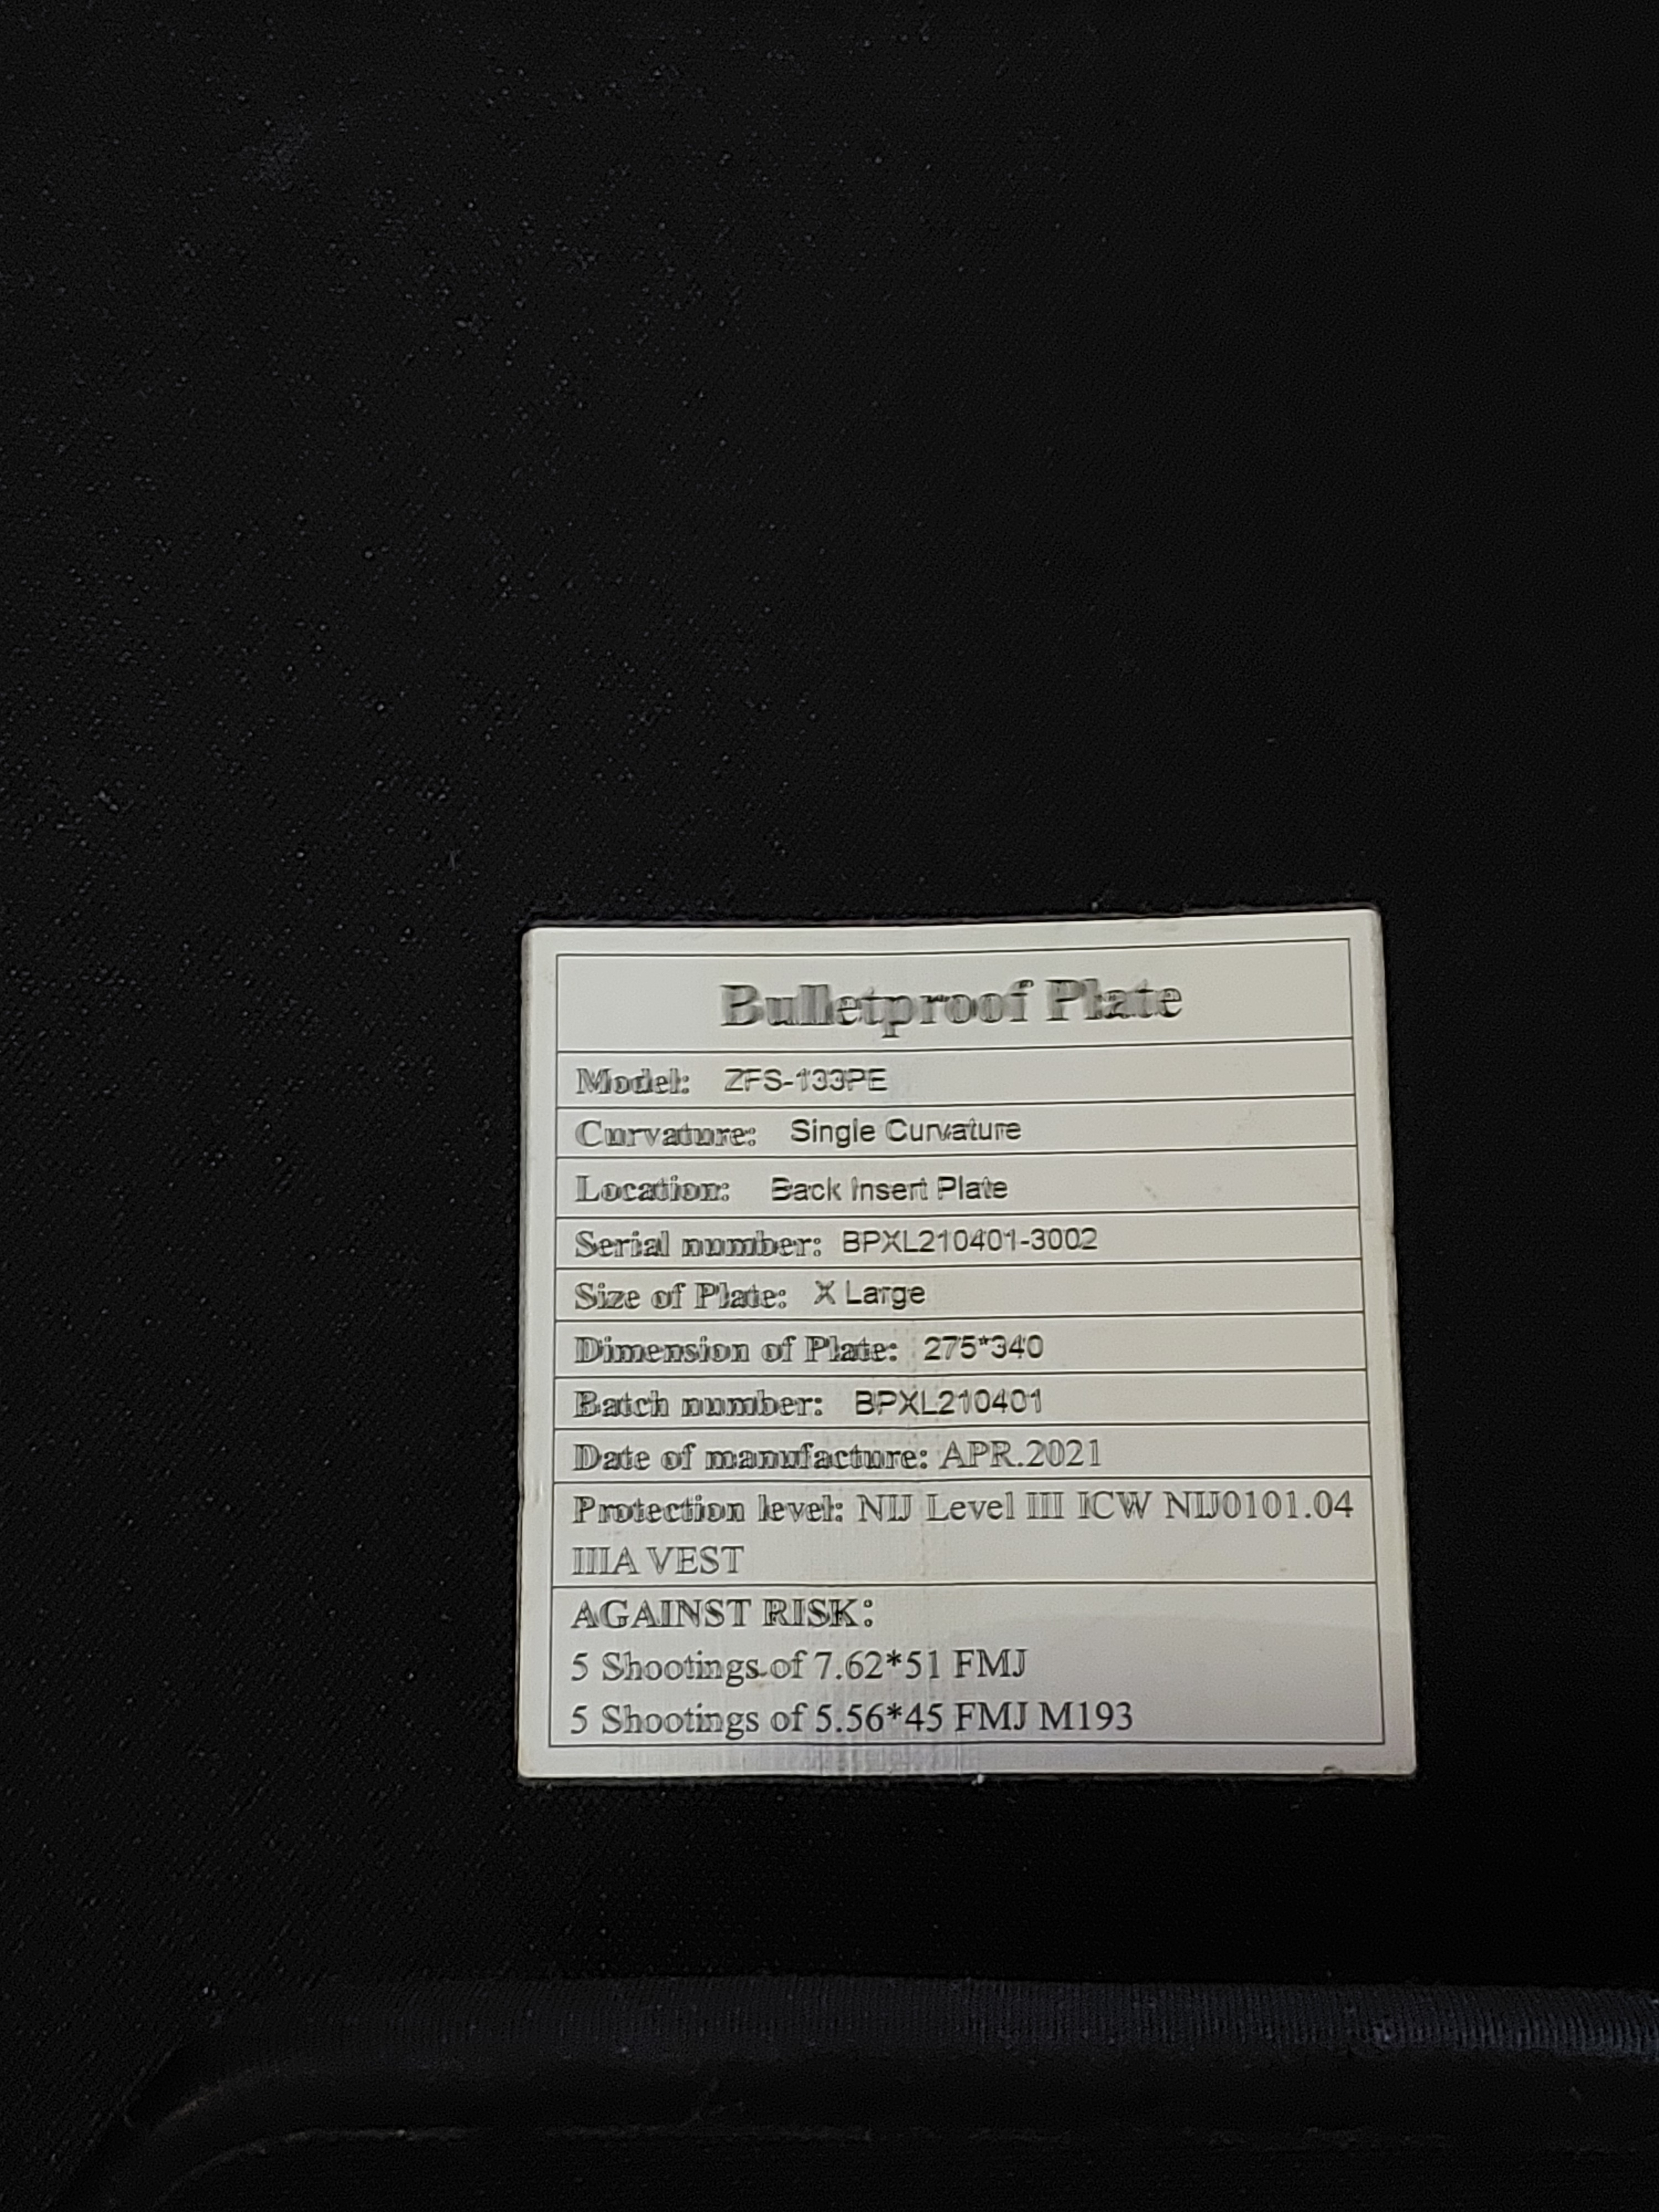 Bulletproof Plate
Model: ZFS-133PE
Curvature: Single Curvature
Location: Back Insert Plate
Serial number: BPXL210401-3002
Size of Plate: X Large
Dimension of Plate: 275*340
Batch number: BPXL210401
Date of manufacture: APR.2021
Protection level: NIJ Level III ICW NIJ0101.04
IIIA VEST
AGAINST RISK:
5 Shootings of 7.62*51 FMJ
5 Shootings of 5.56*45 FMJ M193